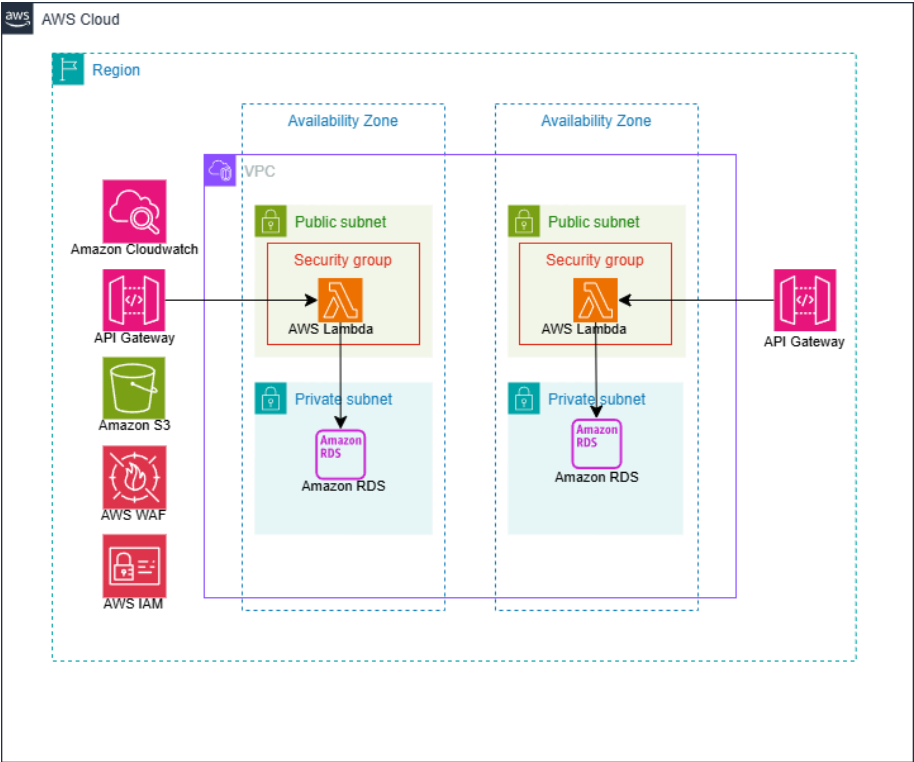 aws
AWS Cloud
Region
Availability Zone
Availability Zone
VPC
Public subnet
Public subnet
Security group
Security group
Amazon Cloudwatch
API Gateway
AWS Lambda
AWS Lambda
API Gateway
Amazon S3
Private subnet
Private subnet
Amazon
RDS
Amazon RDS
Amazon
RDS
Amazon RDS
AWS WAF
AWS IAM